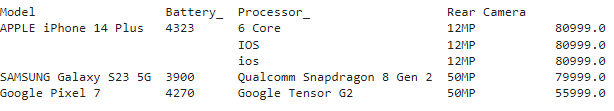 Model Battery_ Processor_ Rear Camera
APPLE iPhone 14 Plus 4323 6 Core 12MP 80999.0
IOS 12MP 80999.0
ios 12MP 80999.0
SAMSUNG Galaxy S23 5G 3900 Qualcomm Snapdragon 8 Gen 2 50MP 79999.0
Google Pixel 7 4270 Google Tensor G2 50MP 55999.0